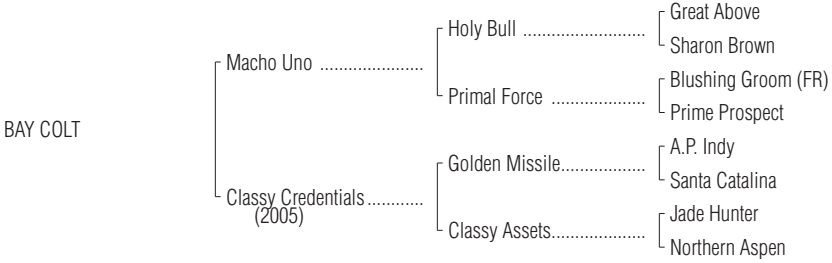 Great Above
Holy Bull ..........................
Sharon Brown
Macho Uno ......................
Blushing Groom (FR)
Primal Force ....................
Prime Prospect
BAY COLT
A.P. Indy
Golden Missile..................
Santa Catalina
Classy Credentials............
(2005)
Jade Hunter
Classy Assets....................
Northern Aspen